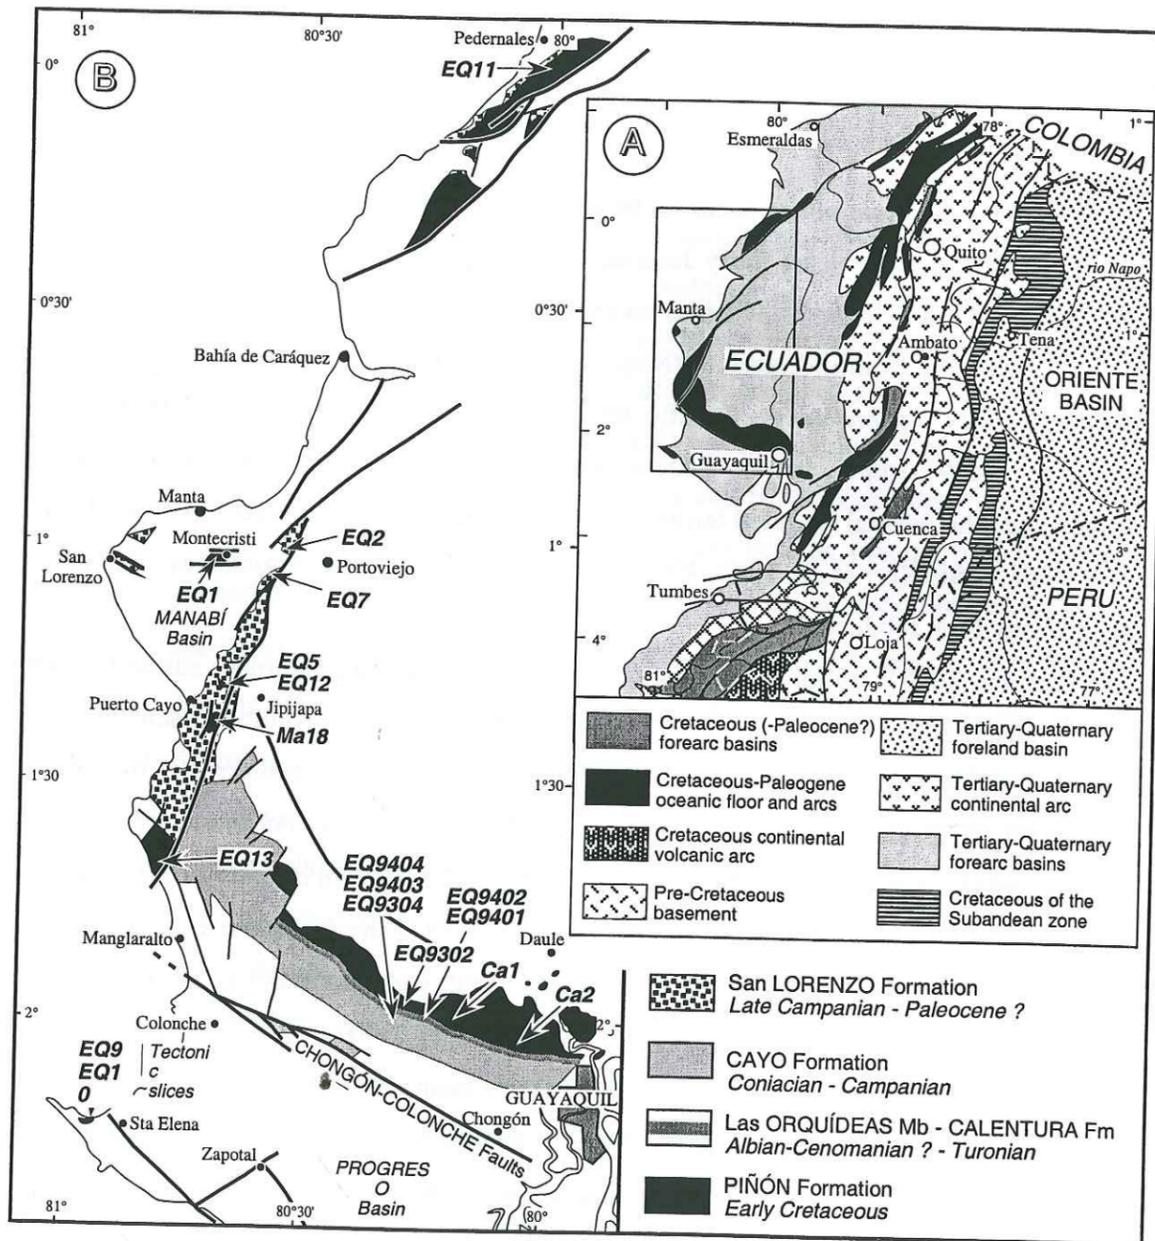 81°
80°30'
80°
Pedernales
0°
B
EQ11
0°30'
Bahía de Caráquez
Manta
1°
Montecristi
San
Lorenzo
EQ2
Portoviejo
EQ1
EQ7
MANABÍ
Basin
EQ5
EQ12
Puerto Cayo
Jipijapa
Ma18
1°30
EQ13
EQ9404
EQ9403
EQ9304
EQ9402
EQ9401
Manglaralto
EQ9302
Daule
Ca1
Ca2
2°
2°
Colonche
EQ9
EQ1
0
Tectoni
c
slices
CHONGÓN-COLONCHE Faults
GUAYAQUIL
Sta Elena
Chongón
Zapotal
PROGRES
O
Basin
81°
80°30'
80°
A
80°
78°
1°
Esmeraldas
COLOMBIA
0°
Quito
rio Napo
0°30'
Manta
1°
Ambato
Tena
ECUADOR
ORIENTE
BASIN
2°
Guayaquil
Cuenca
1°
3°
Tumbes
PERU
4°
Loja
81°
79°
77°
1°30
Cretaceous (-Paleocene?)
forearc basins
Cretaceous-Paleogene
oceanic floor and arcs
Cretaceous continental
volcanic arc
Pre-Cretaceous
basement
Tertiary-Quaternary
foreland basin
Tertiary-Quaternary
continental arc
Tertiary-Quaternary
forearc basins
Cretaceous of the
Subandean zone
San LORENZO Formation
Late Campanian - Paleocene ?
CAYO Formation
Coniacian - Campanian
Las ORQUÍDEAS Mb - CALENTURA Fm
Albian-Cenomanian ? - Turonian
PIÑÓN Formation
Early Cretaceous